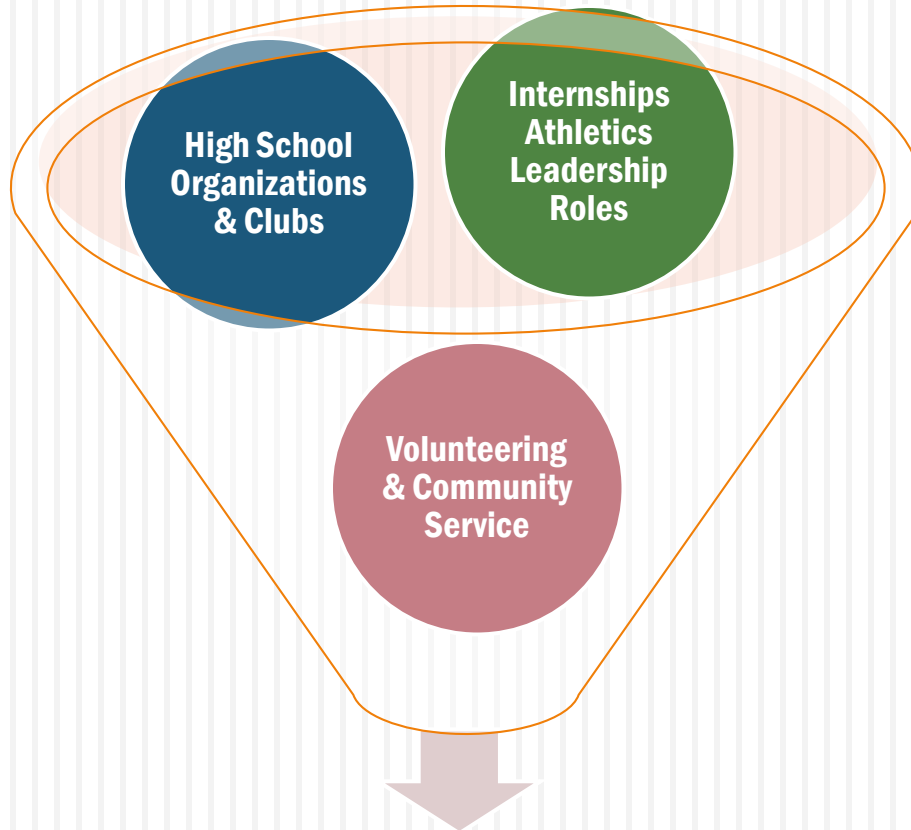 High School
Organizations
& Clubs
Internships
Athletics
Leadership
Roles
Volunteering
& Community
Service